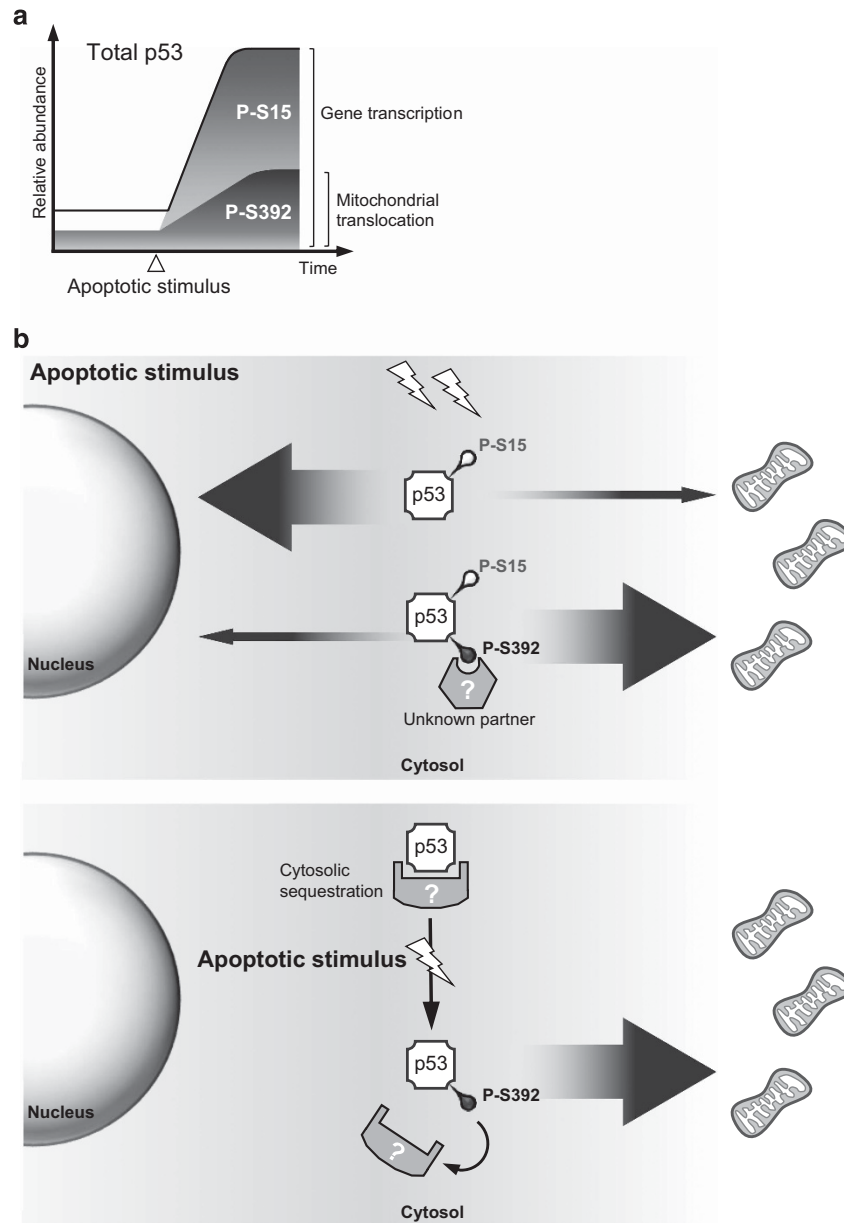 a
Total p53
Relative abundance
P-S15
P-S392
Gene transcription
Mitochondrial
translocation
Time
Apoptotic stimulus
b
Apoptotic stimulus
P-S15
p53
P-S15
p53
P-S392
?
Unknown partner
Nucleus
Cytosol
p53
Cytosolic
sequestration
?
Apoptotic stimulus
p53
P-S392
?
Nucleus
Cytosol